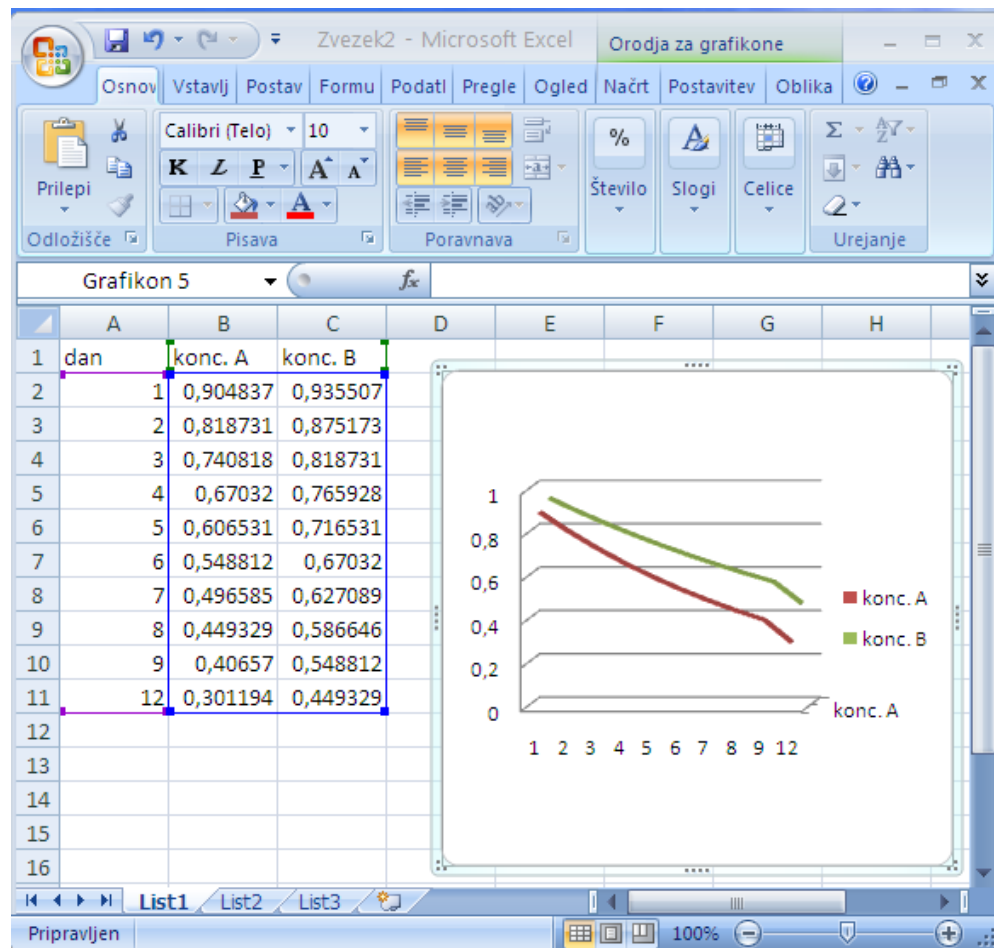 Zvezek2 - Microsoft Excel Orodja za grafikone
Osnov Vstavlj Postav Formu Podatl Pregle Ogled Načrt Postavitev Oblika
Calibri (Telo) 10 % A Σ
K L P A A
Prilepi Število Slogi Celice
A
Odložišče Pisava Poravnava Urejanje
Grafikon 5 fx
A B C D E F G H
1 dan konc. A konc. B
2 1 0,904837 0,935507
3 2 0,818731 0,875173
4 3 0,740818 0,818731
5 4 0,67032 0,765928
6 5 0,606531 0,716531
7 6 0,548812 0,67032
8 7 0,496585 0,627089
9 8 0,449329 0,586646
10 9 0,40657 0,548812
11 12 0,301194 0,449329
12
13
14
15
16
1
0,8
0,6
0,4
0,2
0
konc. A
konc. B
konc. A
1 2 3 4 5 6 7 8 9 12
List1 List2 List3
Pripravljen 100%